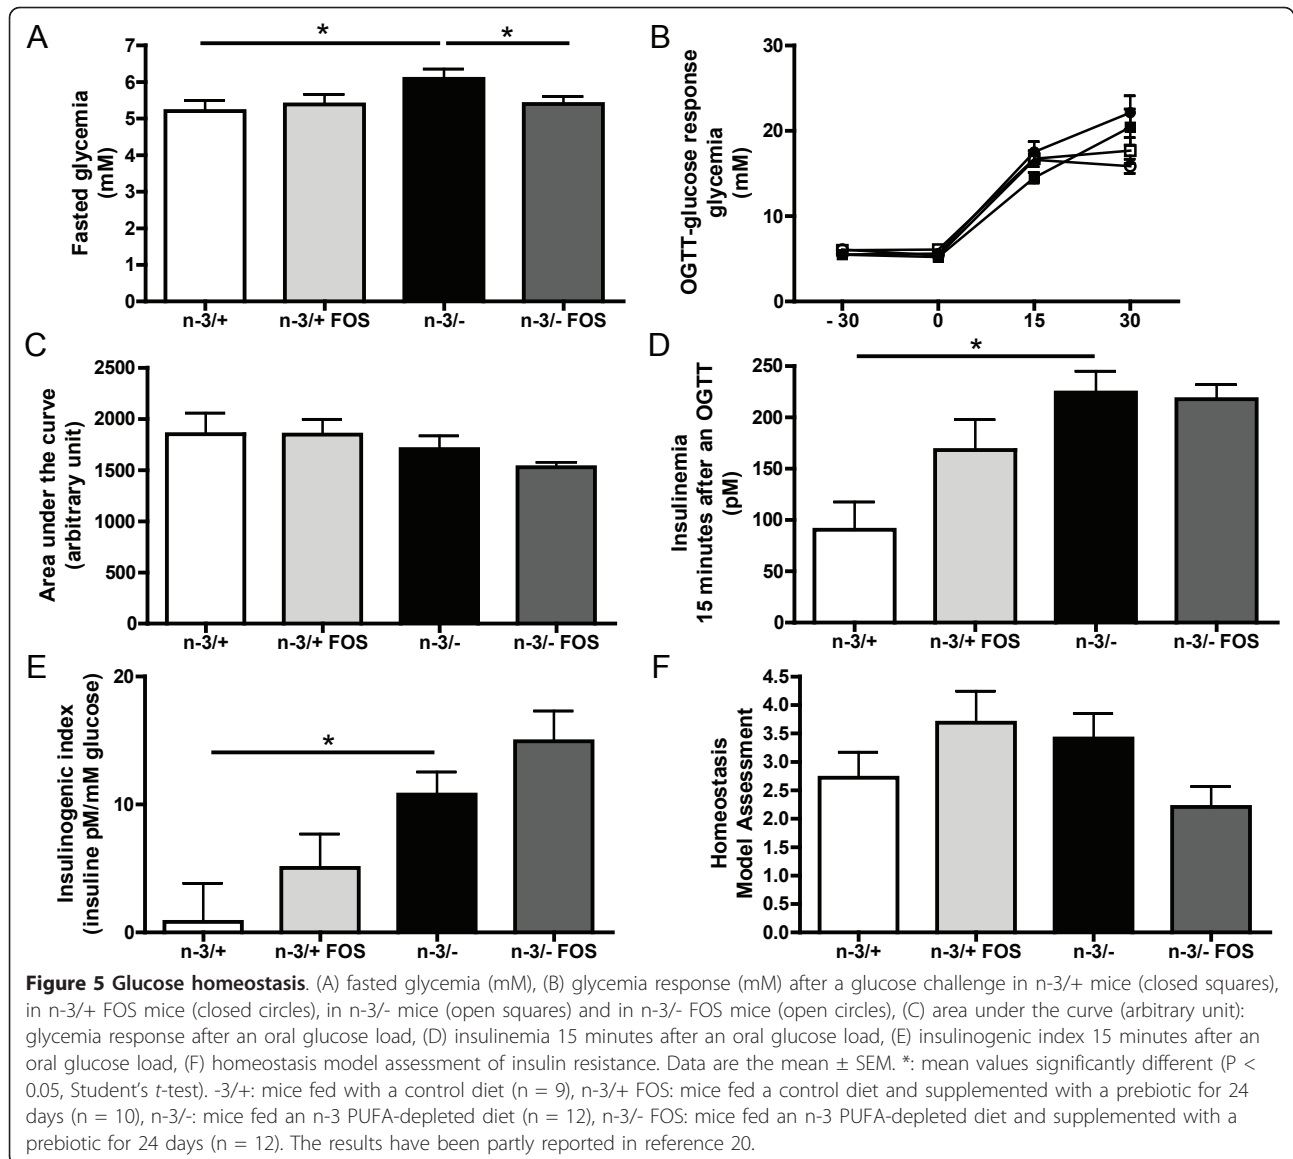 A
*
*
7
6
5
4
3
2
1
0
Fasted glycemia
(mM)
n-3/+ n-3/+ FOS n-3/- n-3/- FOS
B
30
20
10
0
OGTT-glucose response
glycemia
(mM)
- 30 0 15 30
C
2500
2000
1500
1000
500
0
Area under the curve
(arbitrary unit)
n-3/+ n-3/+ FOS n-3/- n-3/- FOS
D
*
250
200
150
100
50
0
Insulinemia
15 minutes after an OGTT
(pM)
n-3/+ n-3/+ FOS n-3/- n-3/- FOS
E
*
20
10
0
Insulinogenic index
(insuline pM/mM glucose)
n-3/+ n-3/+ FOS n-3/- n-3/- FOS
F
4.5
4.0
3.5
3.0
2.5
2.0
1.5
1.0
0.5
0.0
Homeostasis
Model Assessment
n-3/+ n-3/+ FOS n-3/- n-3/- FOS
Figure 5 Glucose homeostasis. (A) fasted glycemia (mM), (B) glycemia response (mM) after a glucose challenge in n-3/+ mice (closed squares),
in n-3/+ FOS mice (closed circles), in n-3/- mice (open squares) and in n-3/- FOS mice (open circles), (C) area under the curve (arbitrary unit):
glycemia response after an oral glucose load, (D) insulinemia 15 minutes after an oral glucose load, (E) insulinogenic index 15 minutes after an
oral glucose load, (F) homeostasis model assessment of insulin resistance. Data are the mean ± SEM. *: mean values significantly different (P <
0.05, Student's t-test). -3/+: mice fed with a control diet (n = 9), n-3/+ FOS: mice fed a control diet and supplemented with a prebiotic for 24
days (n = 10), n-3/-: mice fed an n-3 PUFA-depleted diet (n = 12), n-3/- FOS: mice fed an n-3 PUFA-depleted diet and supplemented with a
prebiotic for 24 days (n = 12). The results have been partly reported in reference 20.